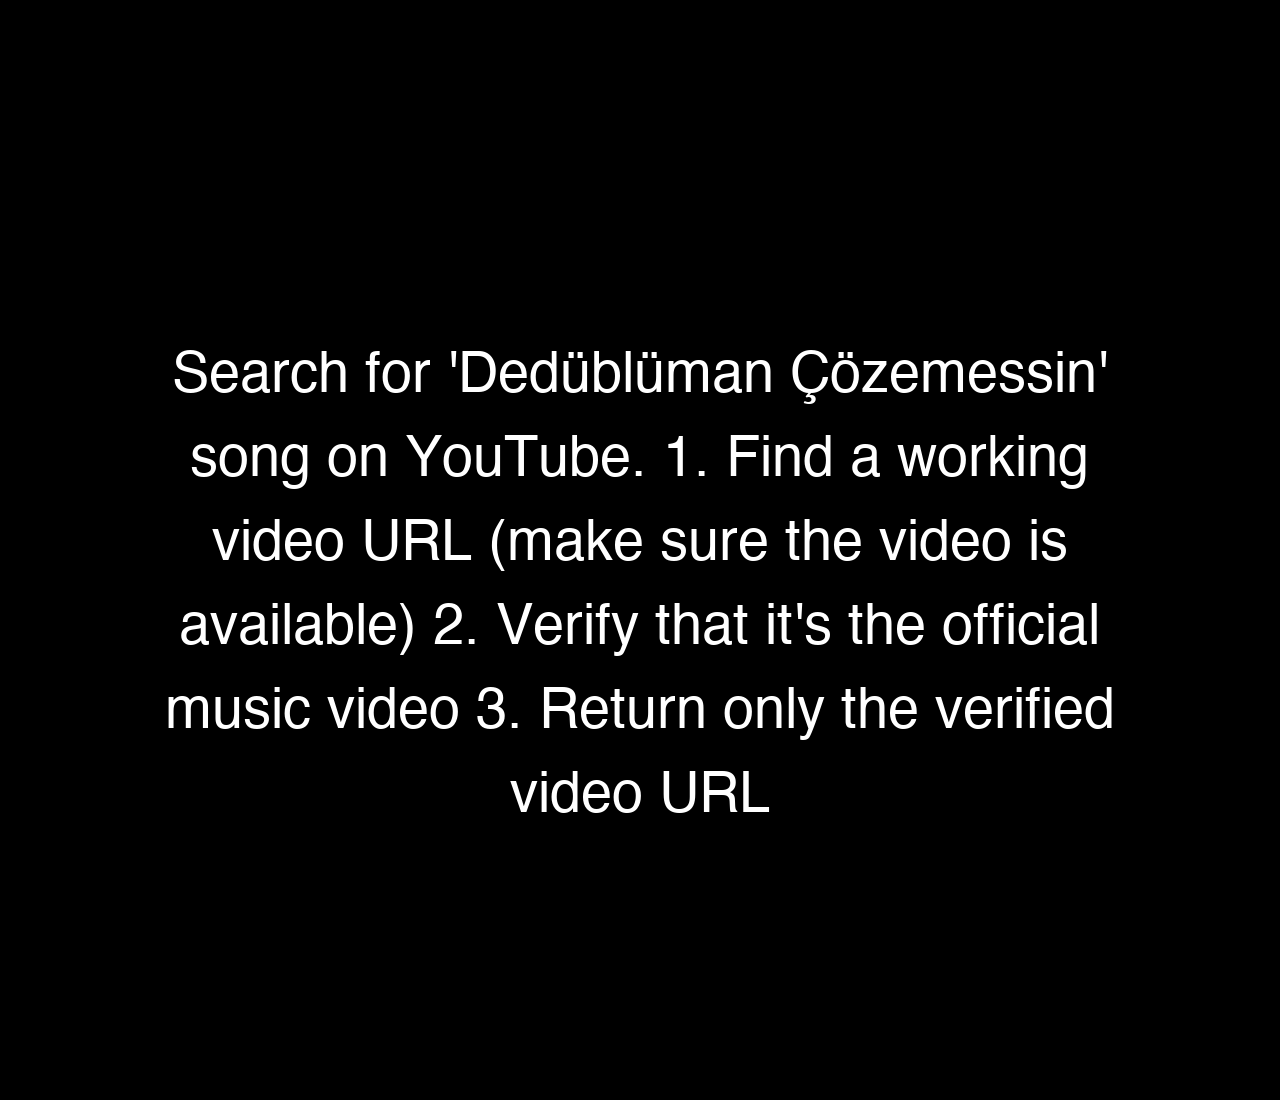 Search for 'Dedüblüman Çözemessin'
song on YouTube. 1. Find a working
video URL (make sure the video is
available) 2. Verify that it's the official
music video 3. Return only the verified
video URL